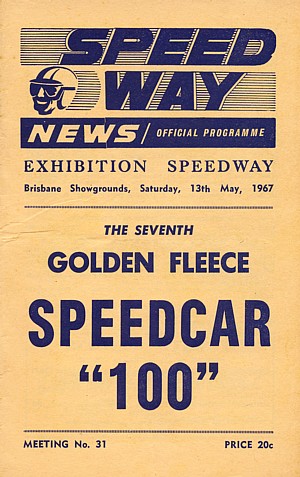 SPEED
WAY
NEWS / OFFICIAL PROGRAMME
EXHIBITION SPEEDWAY
Brisbane Showgrounds, Saturday, 13th May, 1967
THE SEVENTH
GOLDEN FLEECE
SPEEDCAR
“100”
MEETING No. 31 PRICE 20c